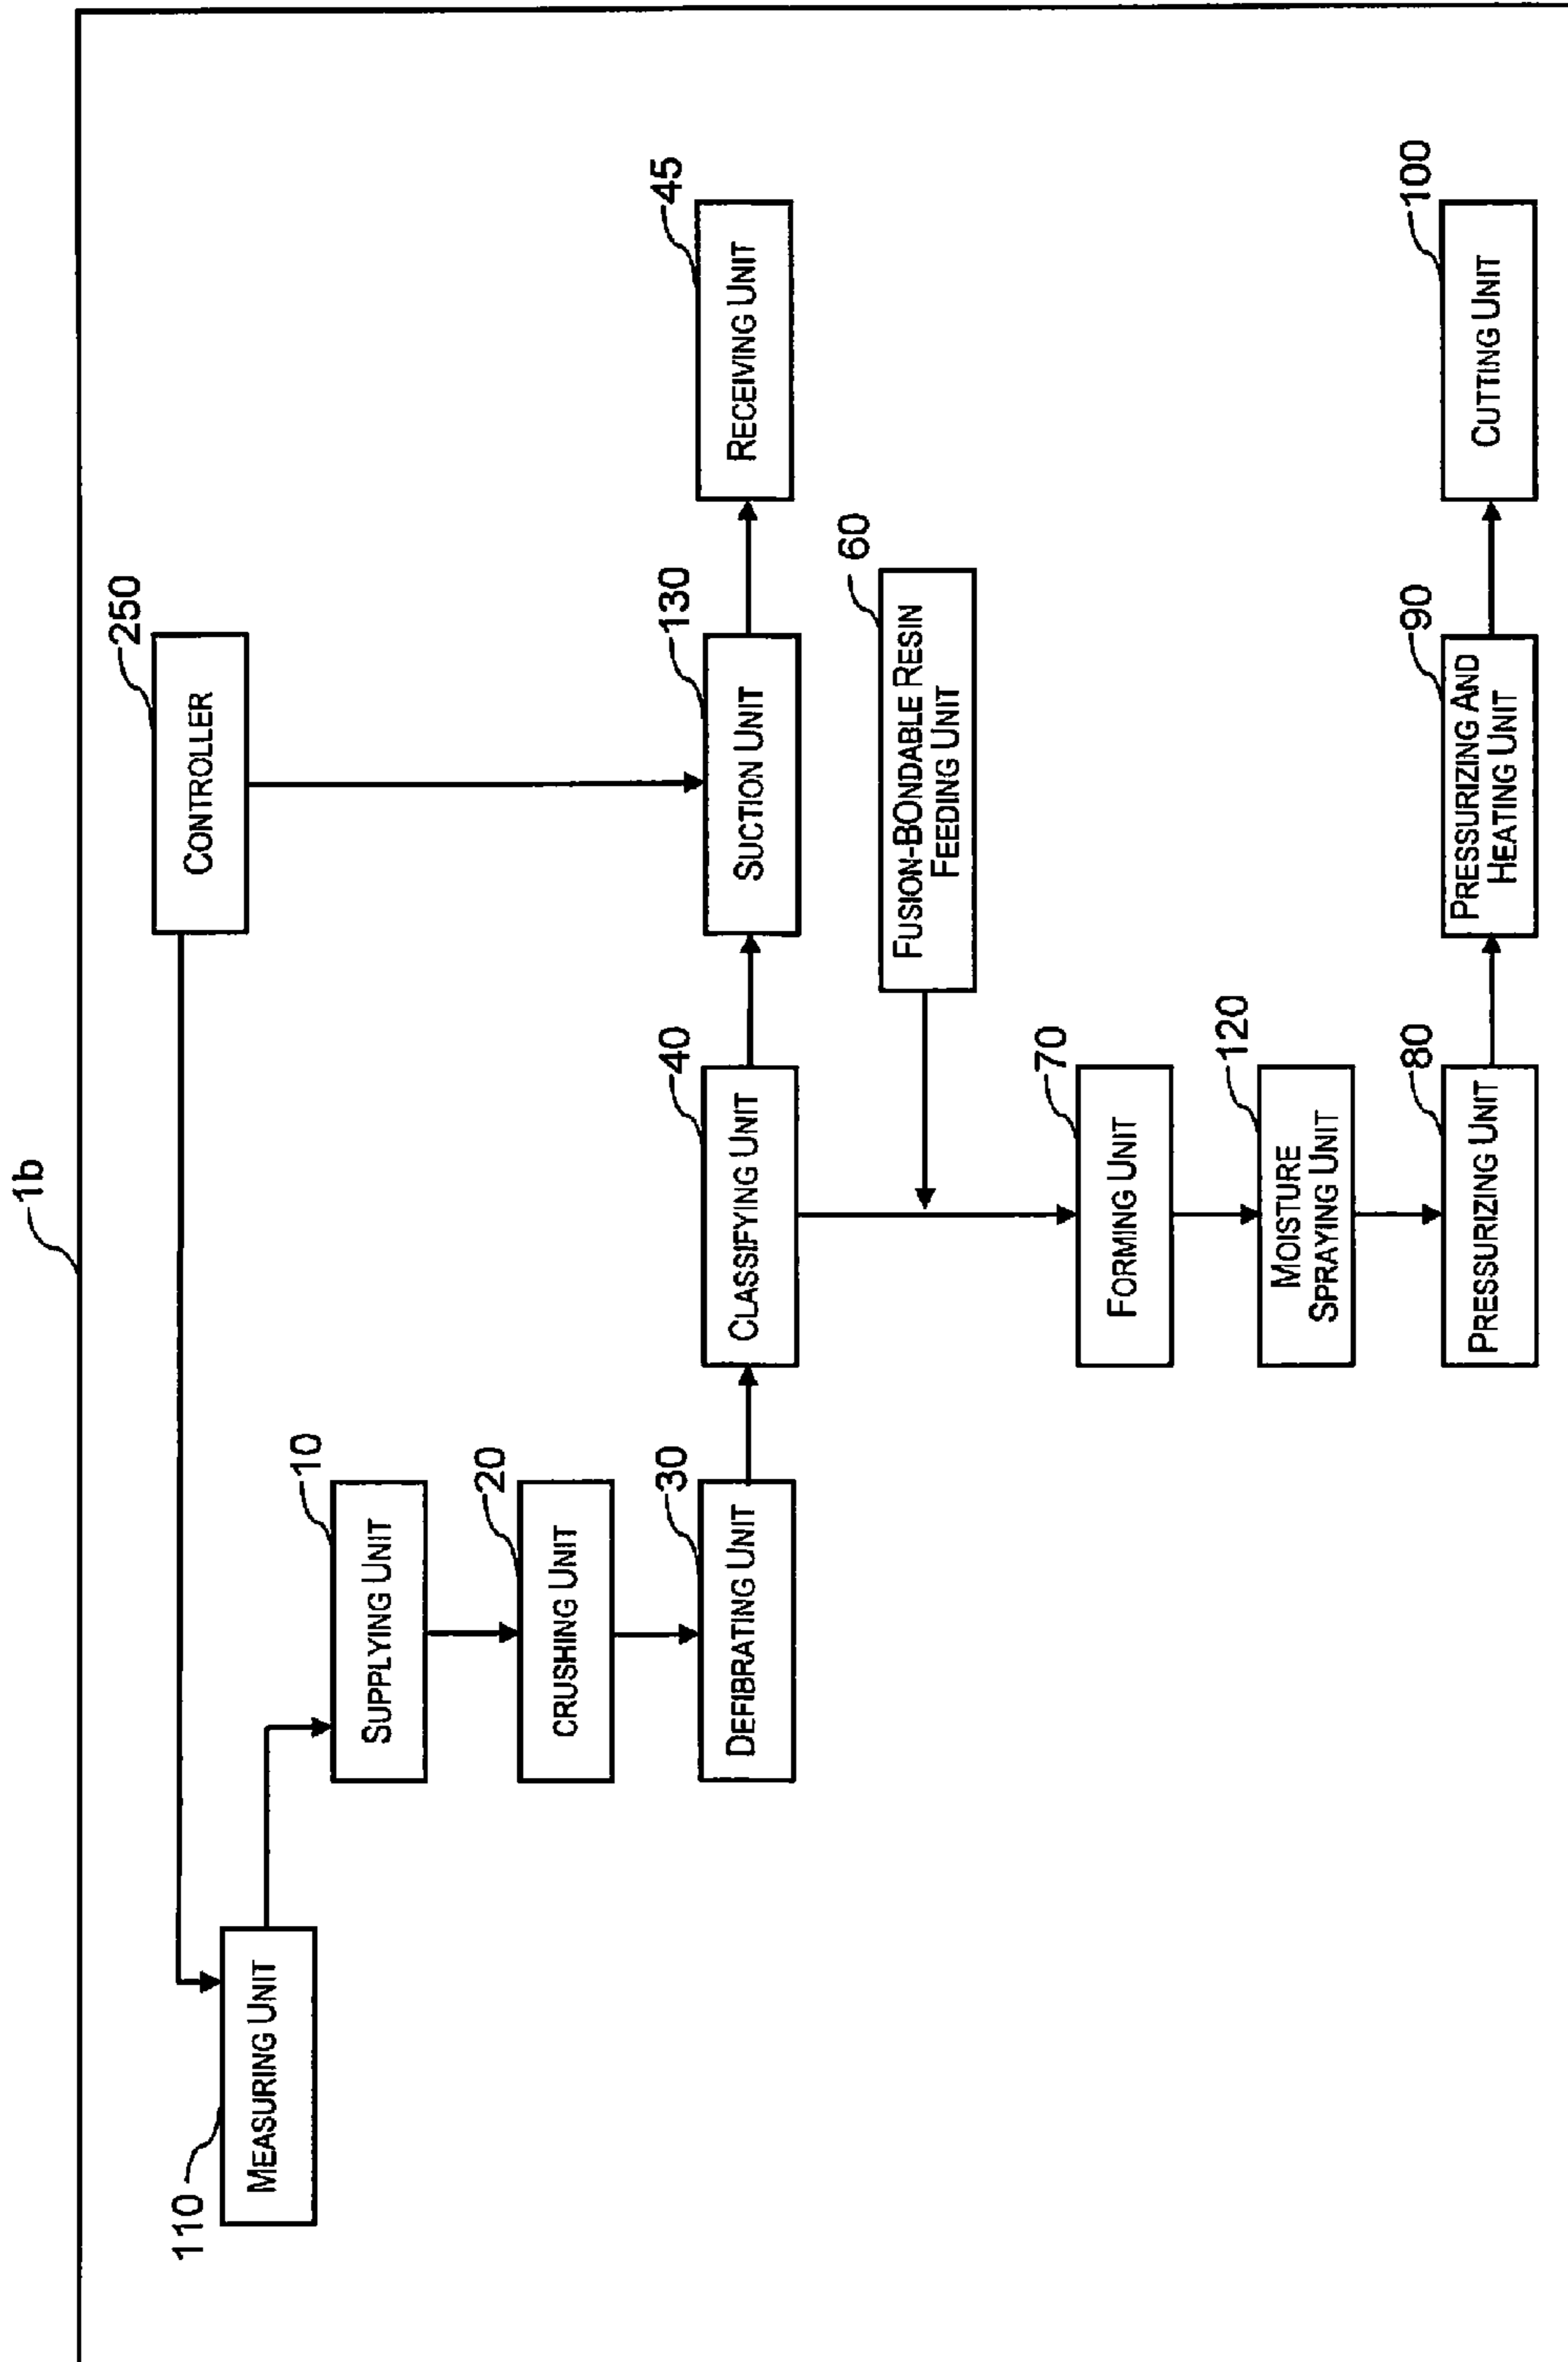 1b
250
CONTROLLER
110
MEASURING UNIT
10
SUPPLYING UNIT
20
CRUSHING UNIT
30
DEFIBRATING UNIT
40
CLASSIFYING UNIT
130
SUCTION UNIT
45
RECEIVING UNIT
60
FUSION-BONDABLE RESIN
FEEDING UNIT
70
FORMING UNIT
120
MOISTURE
SPRAYING UNIT
80
PRESSURIZING UNIT
90
PRESSURIZING AND
HEATING UNIT
100
CUTTING UNIT